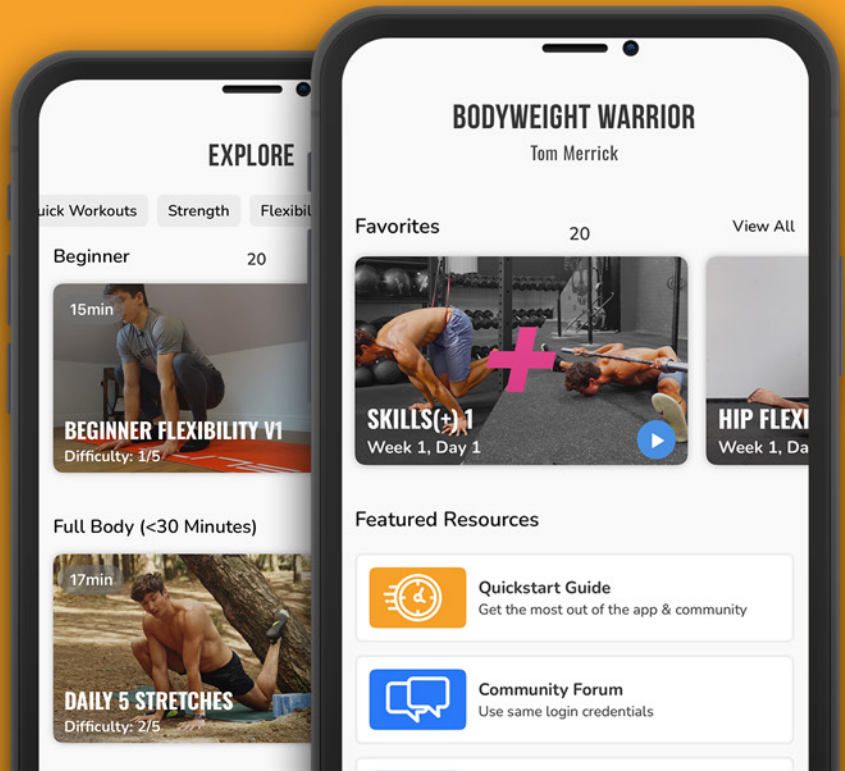 EXPLORE
uick Workouts
Strength
Flexibil
Beginner
20
15min
BEGINNER FLEXIBILITY V1
Difficulty: 1/5
Full Body (<30 Minutes)
17min
DAILY 5 STRETCHES
Difficulty: 2/5
BODYWEIGHT WARRIOR
Tom Merrick
Favorites
20
View All
SKILLS(+) 1
Week 1, Day 1
HIP FLEXI
Week 1, Da
Featured Resources
Quickstart Guide
Get the most out of the app & community
Community Forum
Use same login credentials